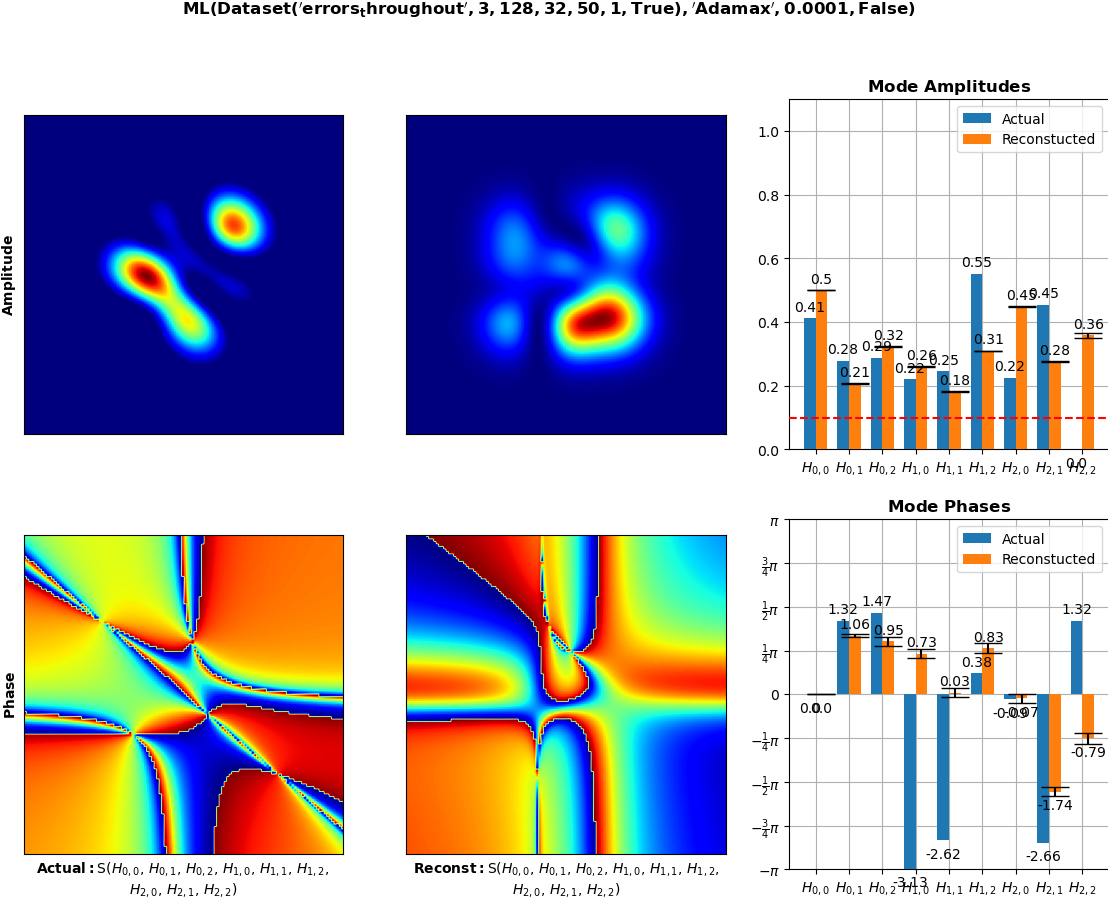 ML(Dataset('errors_throughout', 3, 128, 32, 50, 1, True), 'Adamax', 0.0001, False)
Amplitude
Mode Amplitudes
Actual
Reconstucted
1.0
0.8
0.6
0.4
0.2
0.0
0.41
0.5
0.28
0.21
0.29
0.32
0.22
0.26
0.25
0.18
0.55
0.31
0.22
0.45
0.45
0.28
0.0
0.36
H0,0 H0,1 H0,2 H1,0 H1,1 H1,2 H2,0 H2,1 H2,2
Phase
Actual: S(H0,0, H0,1, H0,2, H1,0, H1,1, H1,2,
H2,0, H2,1, H2,2)
Reconst: S(H0,0, H0,1, H0,2, H1,0, H1,1, H1,2,
H2,0, H2,1, H2,2)
Mode Phases
Actual
Reconstucted
π
3/4π
1/2π
1/4π
0
−1/4π
−1/2π
−3/4π
−π
0.0
0.0
1.32
1.06
1.47
0.95
-3.13
0.73
-2.62
0.03
0.38
0.83
-0.09
-0.07
-2.66
-1.74
1.32
-0.79
H0,0 H0,1 H0,2 H1,0 H1,1 H1,2 H2,0 H2,1 H2,2